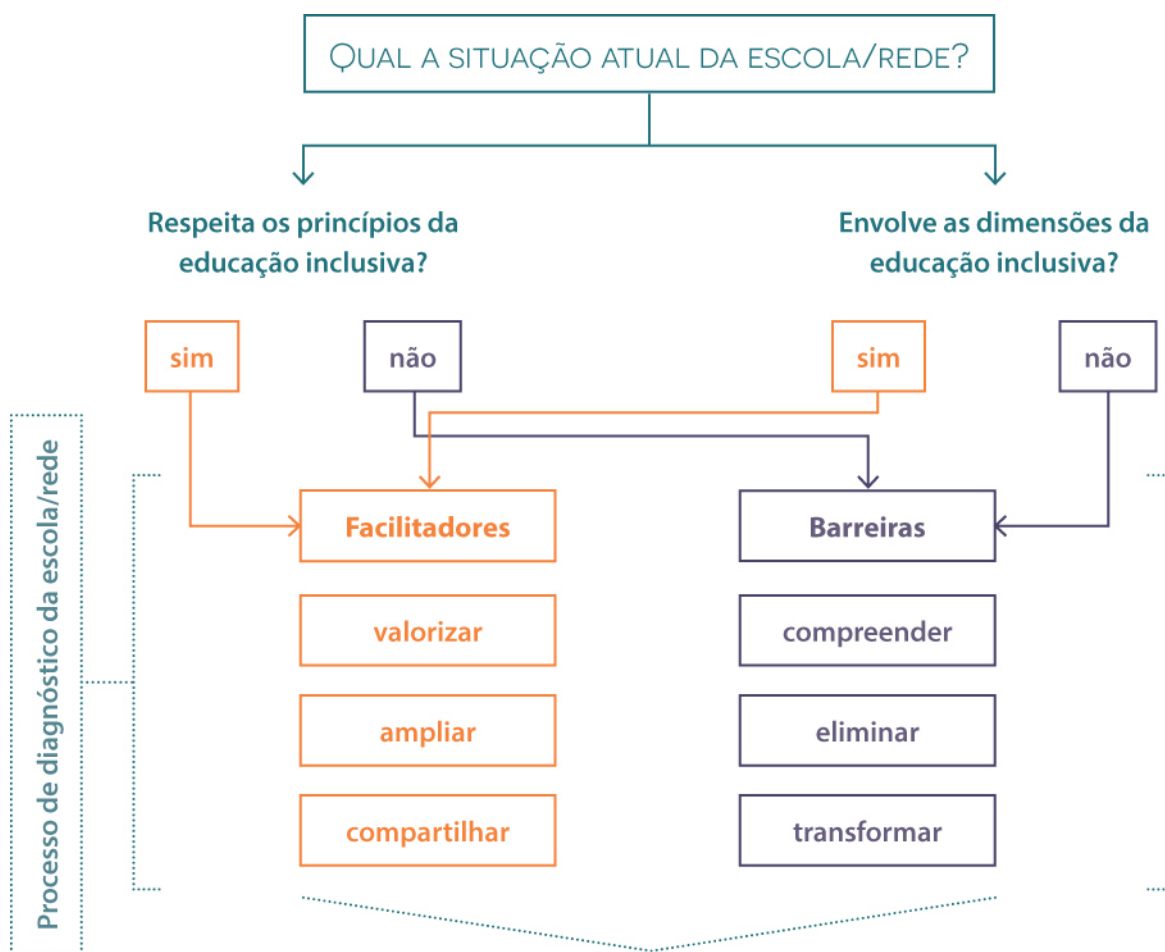 QUAL A SITUAÇÃO ATUAL DA ESCOLA/REDE?
Respeita os princípios da
educação inclusiva?
Envolve as dimensões da
educação inclusiva?
sim
não
sim
não
Processo de diagnóstico da escola/rede
Facilitadores
Barreiras
valorizar
compreender
ampliar
eliminar
compartilhar
transformar